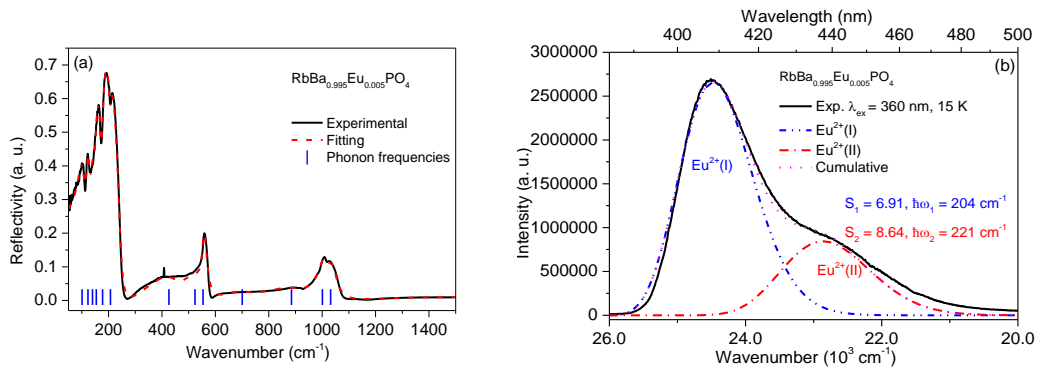 (a)
RbBa0.995Eu0.005PO4
Experimental
Fitting
Phonon frequencies
0.7
0.6
0.5
0.4
0.3
0.2
0.1
0.0
Reflectivity (a. u.)
200 400 600 800 1000 1200 1400
Wavenumber (cm-1)
Wavelength (nm)
400 420 440 460 480 500
(b)
RbBa0.995Eu0.005PO4
Exp. λex = 360 nm, 15 K
Eu2+(I)
Eu2+(II)
Cumulative
Eu2+(I)
S1 = 6.91, ħω1 = 204 cm-1
S2 = 8.64, ħω2 = 221 cm-1
Eu2+(II)
3000000
2500000
2000000
1500000
1000000
500000
0
Intensity (a. u.)
26.0 24.0 22.0 20.0
Wavenumber (103 cm-1)